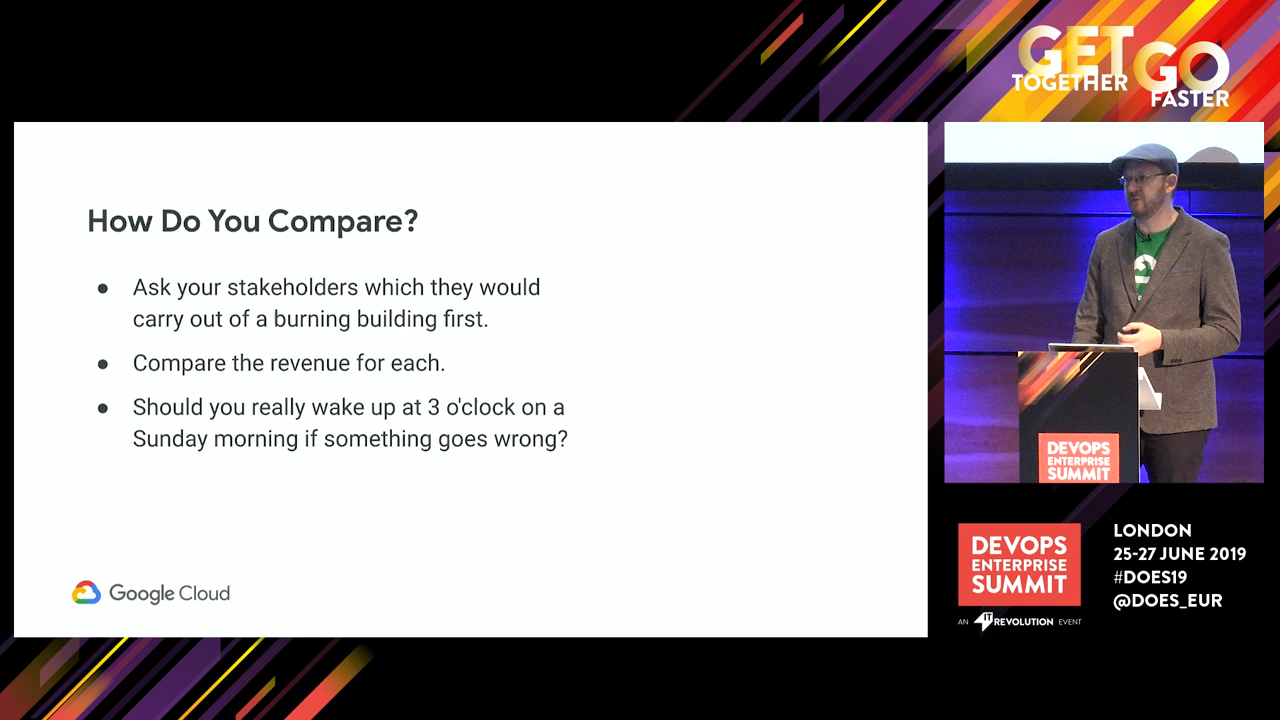 GET
TOGETHER
GO
FASTER
How Do You Compare?
● Ask your stakeholders which they would
carry out of a burning building first.
● Compare the revenue for each.
● Should you really wake up at 3 o'clock on a
Sunday morning if something goes wrong?
Google Cloud
DEVOPS
ENTERPRISE
SUMMIT
DEVOPS
ENTERPRISE
SUMMIT
AN IT REVOLUTION EVENT
LONDON
25-27 JUNE 2019
#DOES19
@DOES_EUR